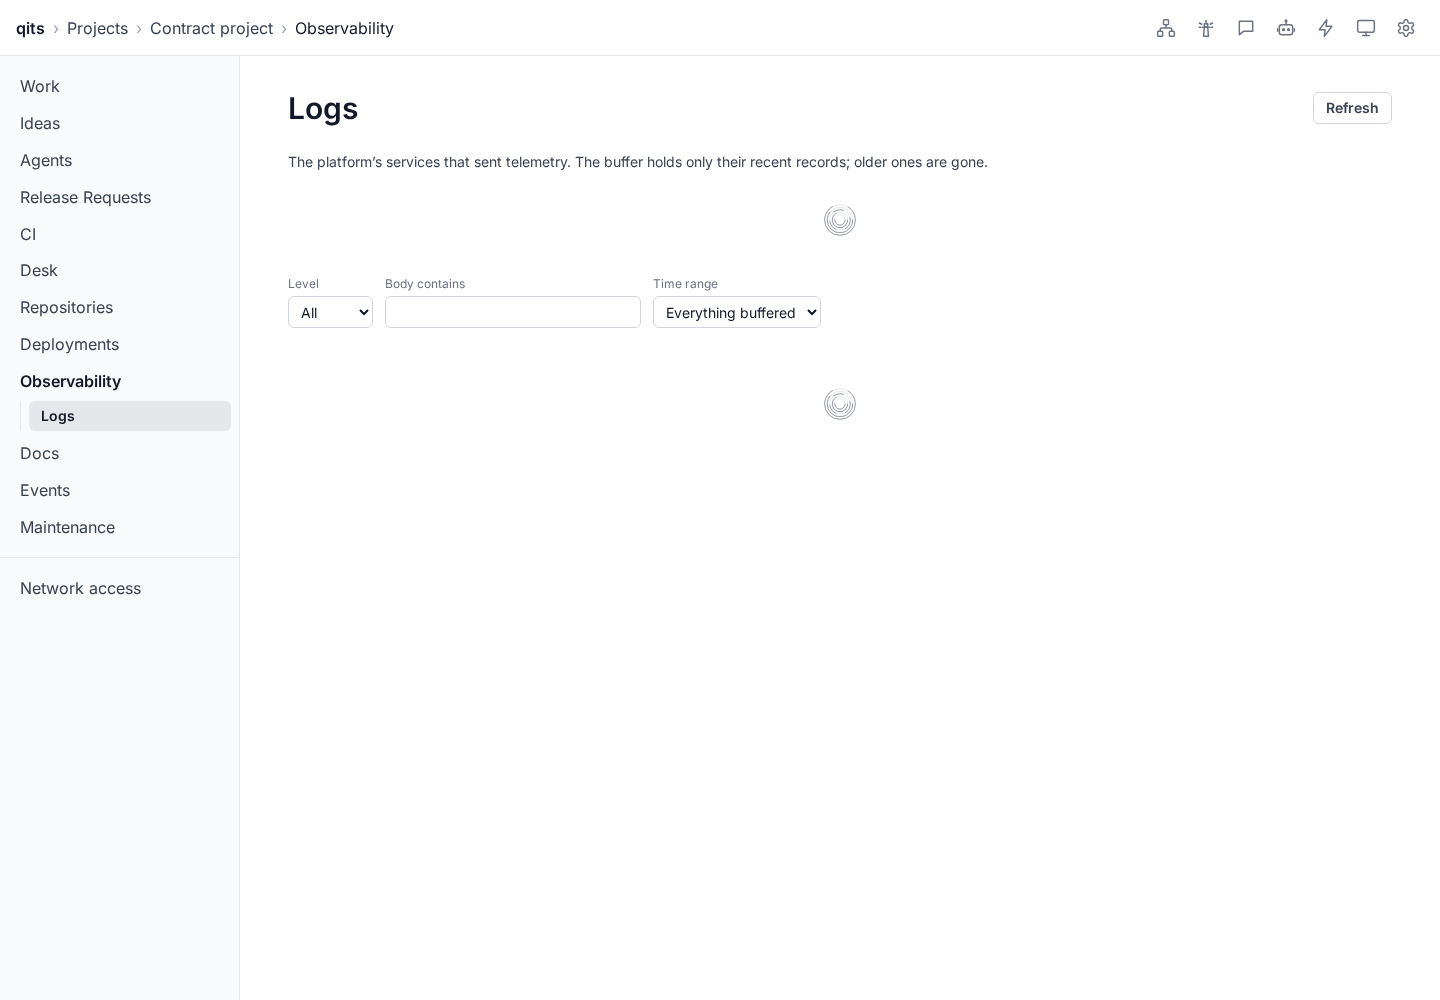 qits › Projects › Contract project › Observability
Work
Ideas
Agents
Release Requests
CI
Desk
Repositories
Deployments
Observability
Logs
Docs
Events
Maintenance
Network access
Logs
Refresh
The platform’s services that sent telemetry. The buffer holds only their recent records; older ones are gone.
Level
Body contains
Time range
All
Everything buffered